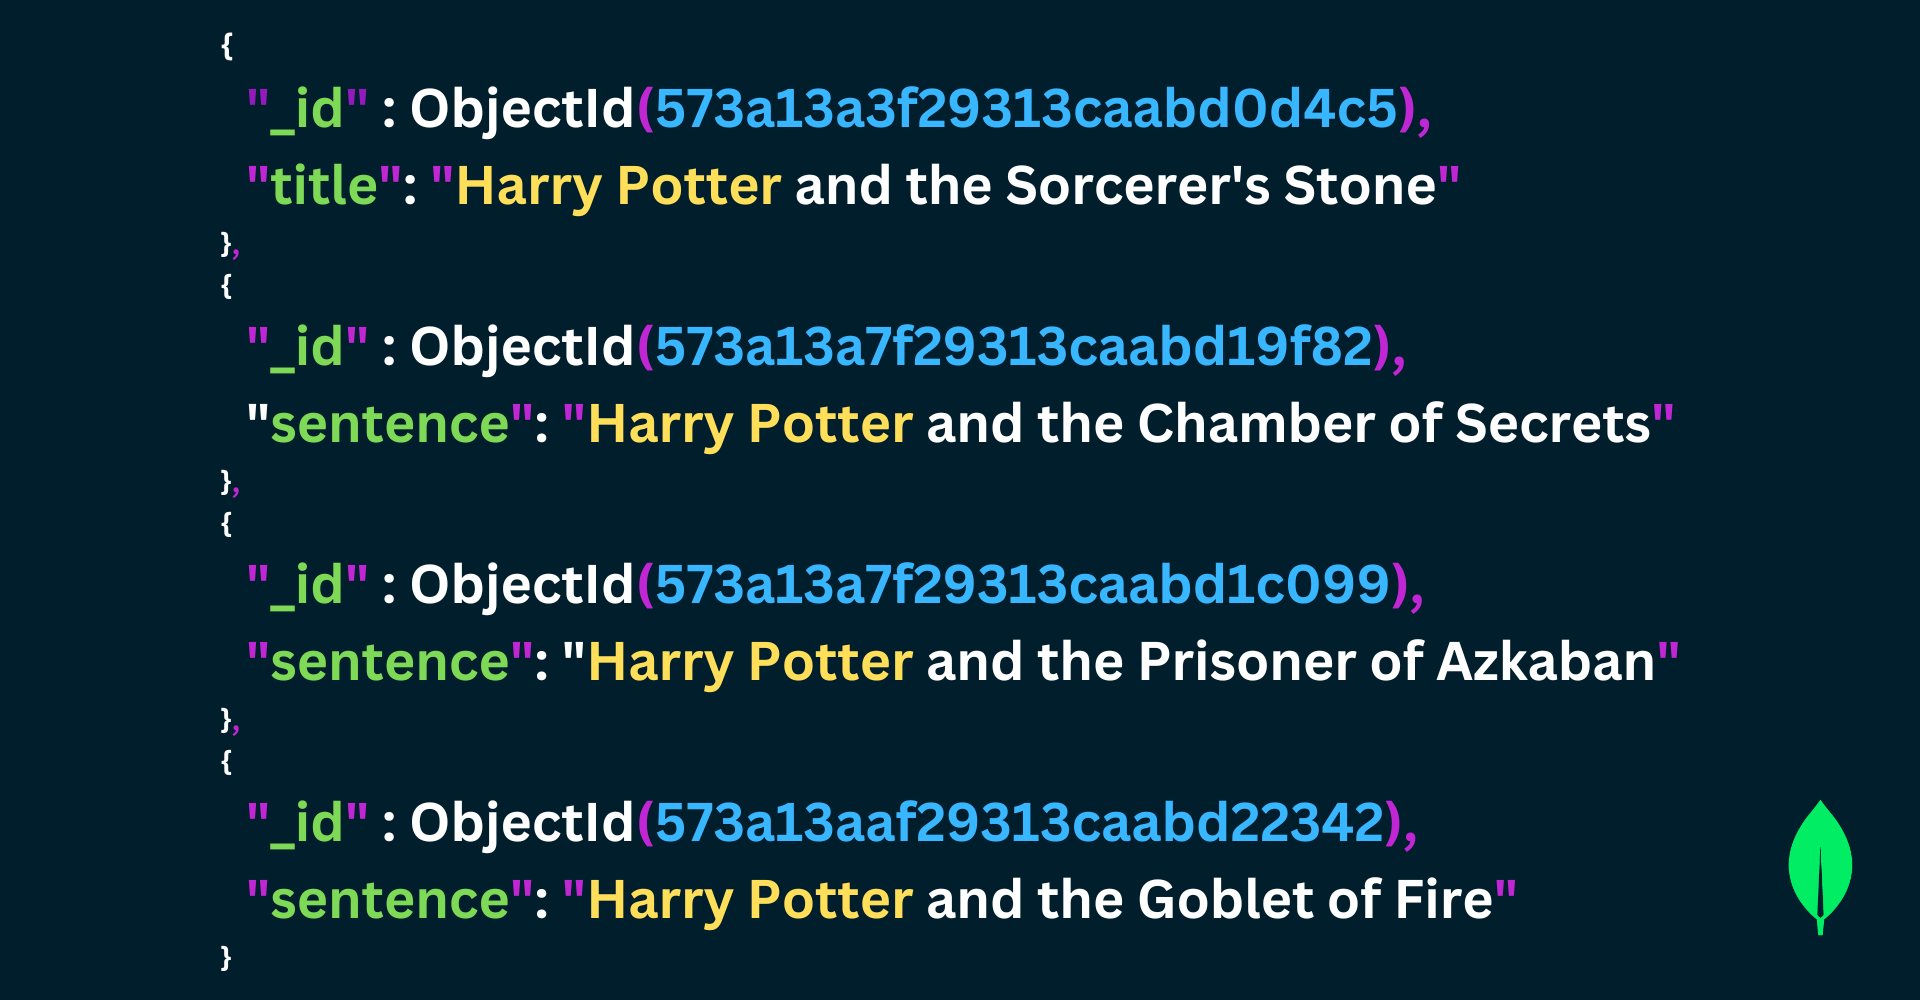 {
"_id" : ObjectId(573a13a3f29313caabd0d4c5),
"title": "Harry Potter and the Sorcerer's Stone"
},
{
"_id" : ObjectId(573a13a7f29313caabd19f82),
"sentence": "Harry Potter and the Chamber of Secrets"
},
{
"_id" : ObjectId(573a13a7f29313caabd1c099),
"sentence": "Harry Potter and the Prisoner of Azkaban"
},
{
"_id" : ObjectId(573a13aaf29313caabd22342),
"sentence": "Harry Potter and the Goblet of Fire"
}